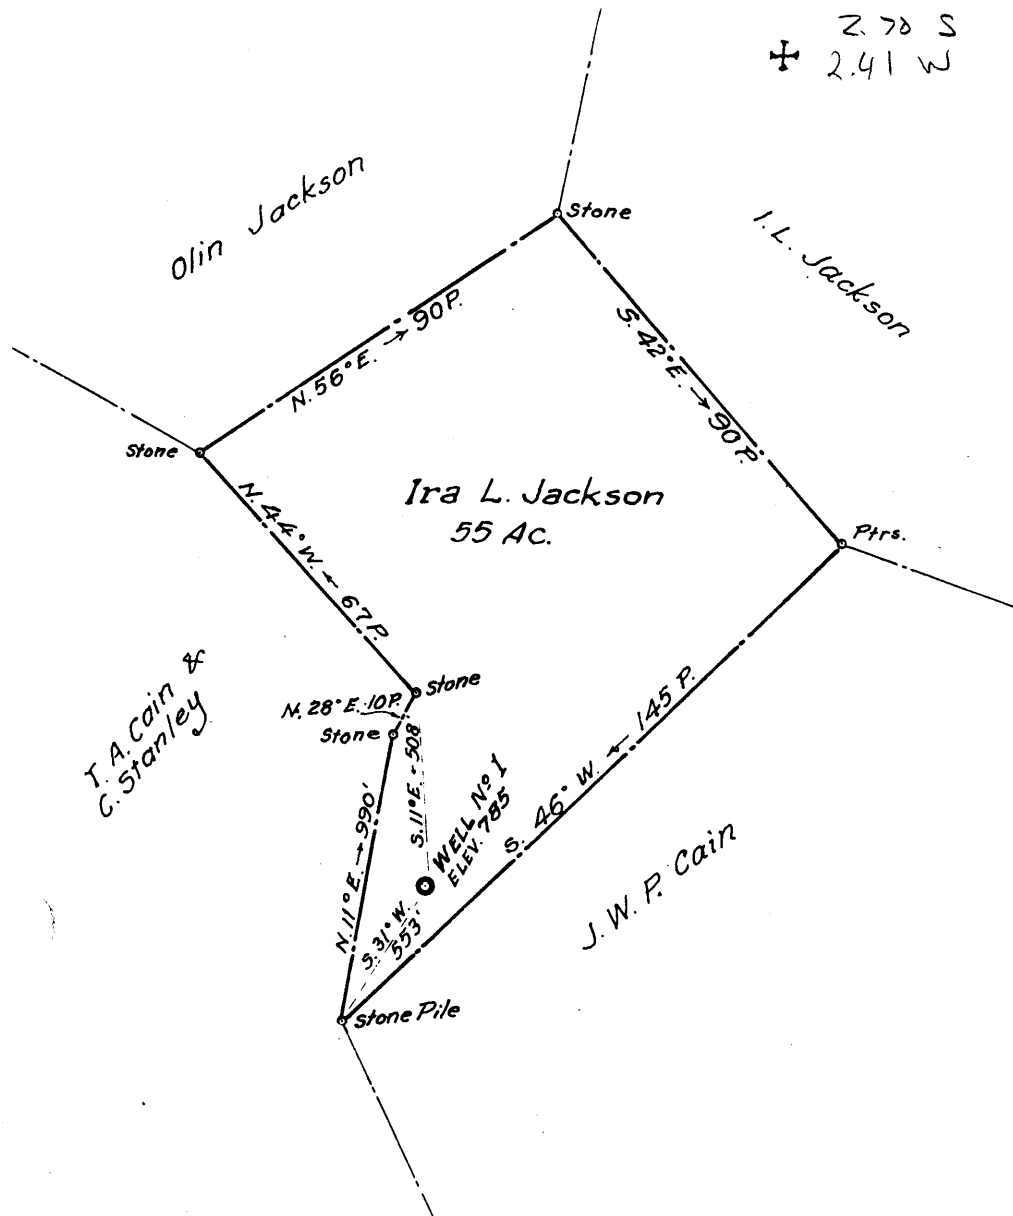 2.70 S
2.41 W
Olin Jackson
Stone
I. L. Jackson
N. 56° E. → 90 P.
S. 42° E. → 90 P.
Stone
Ira L. Jackson
55 Ac.
Ptrs.
N. 44° W. ← 67 P.
T. A. Cain &
C. Stanley
Stone
N. 28° E. 10 P.
Stone
S. 11° E. - 508
S. 46° W. ← 145 P.
WELL Nº 1
ELEV. 785
N. 11° E. → 990'
S. 31° W.
553'
J. W. P. Cain
Stone Pile